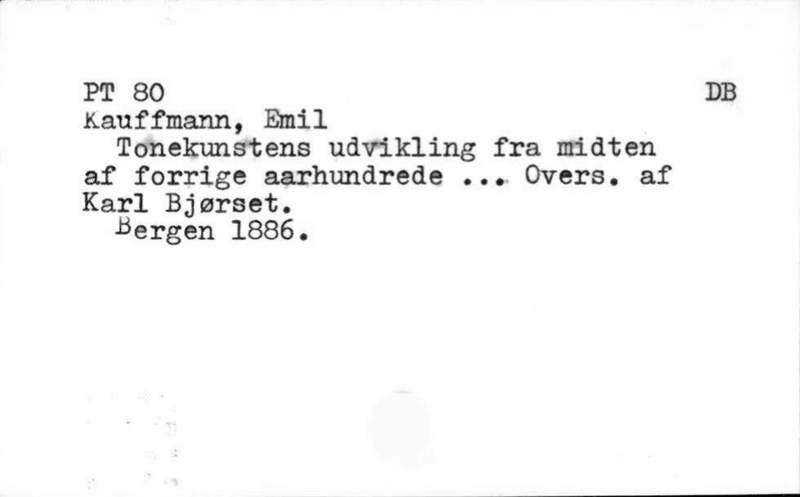 PT 80 DB
Kauffmann, Emil
Tonekunstens udvikling fra midten
af forrige aarhundrede ... Overs. af
Karl Bjørset.
Bergen 1886.